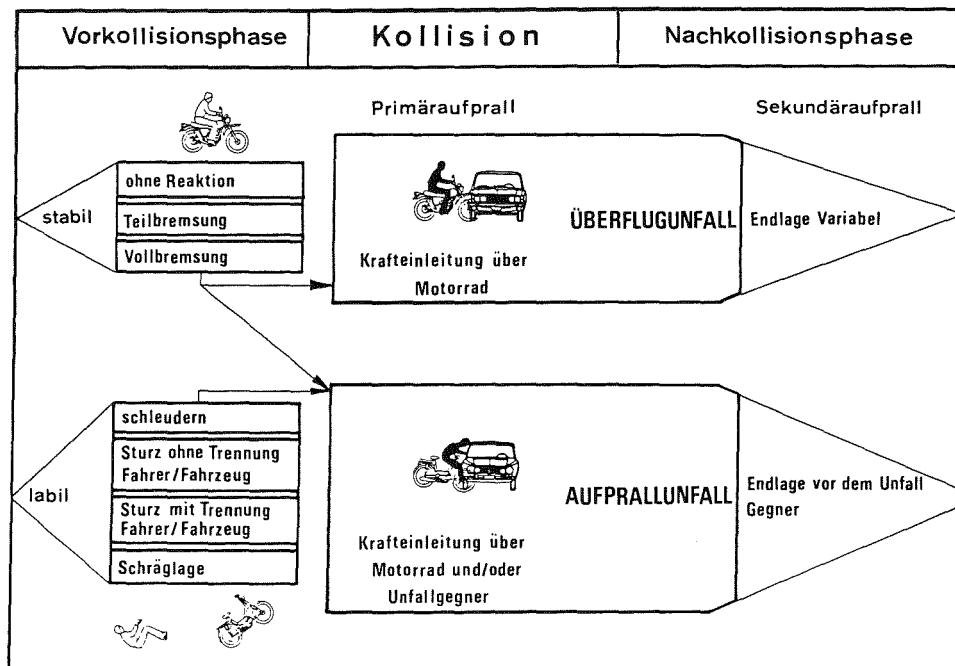 Vorkollisionsphase
Kollision
Nachkollisionsphase
Primäraufprall
Sekundäraufprall
stabil
ohne Reaktion
Teilbremsung
Vollbremsung
ÜBERFLUGUNFALL
Endlage Variabel
Krafteinleitung über
Motorrad
labil
schleudern
Sturz ohne Trennung
Fahrer/Fahrzeug
Sturz mit Trennung
Fahrer/Fahrzeug
Schräglage
AUFPRALLUNFALL
Endlage vor dem Unfall
Gegner
Krafteinleitung über
Motorrad und/oder
Unfallgegner